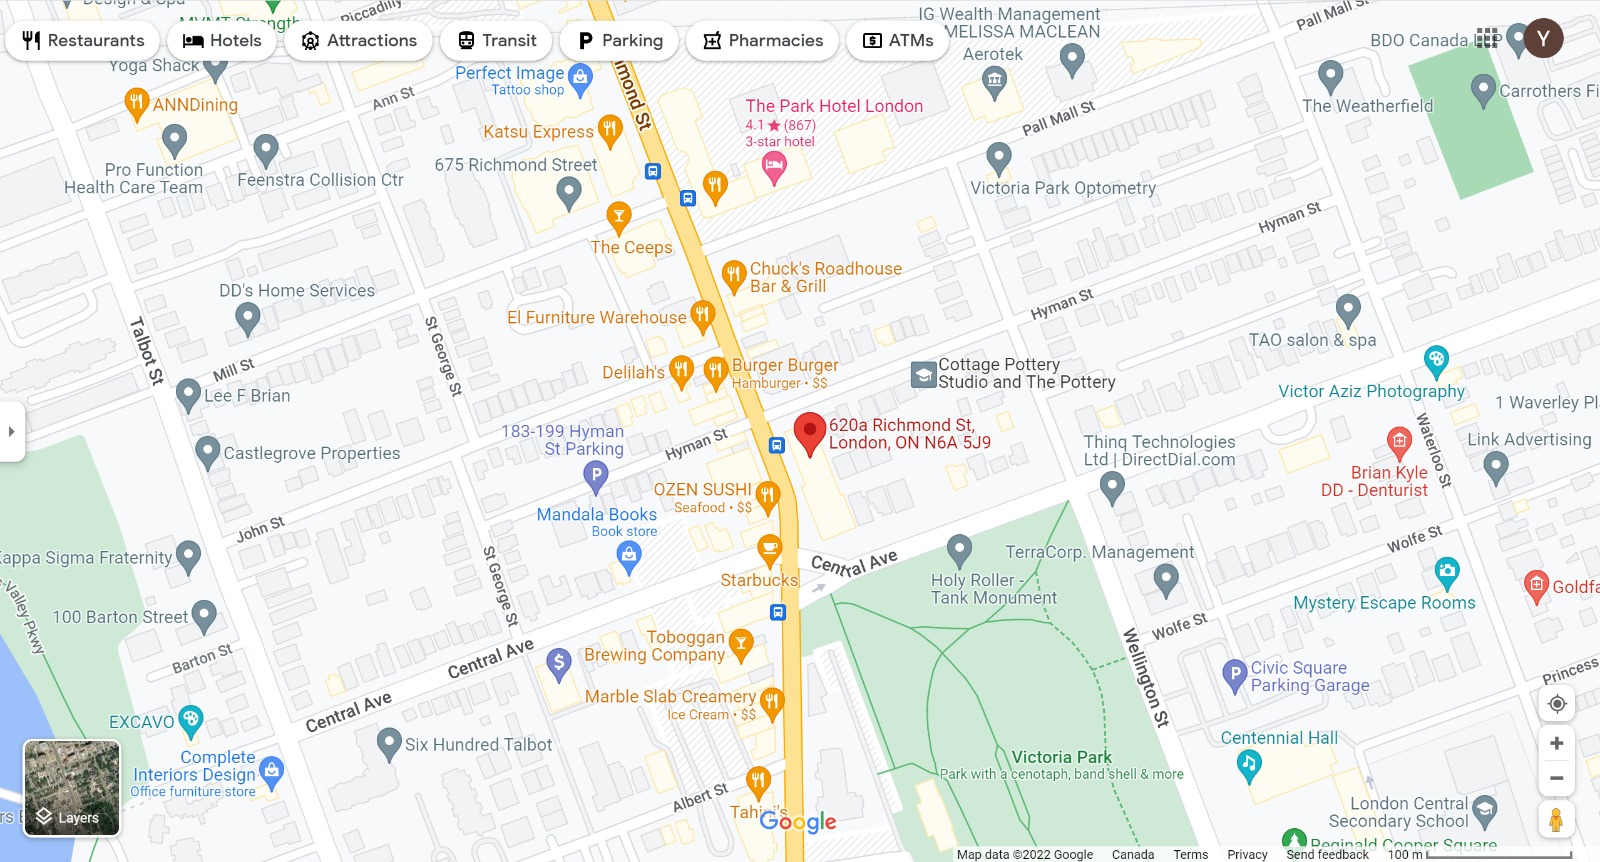 Piccadilly
MVMT Strength
Restaurants
Hotels
Attractions
Transit
Parking
Pharmacies
ATMs
IG Wealth Management
MELISSA MACLEAN
Aerotek
Pall Mall St
BDO Canada
Y
Yoga Shack
ANNDining
Ann St
Perfect Image
Tattoo shop
Katsu Express
The Park Hotel London
4.1 ★ (867)
3-star hotel
Pall Mall St
The Weatherfield
Carrothers Fi
Pro Function
Health Care Team
Feenstra Collision Ctr
675 Richmond Street
Victoria Park Optometry
Hyman St
The Ceeps
Chuck's Roadhouse
Bar & Grill
DD's Home Services
El Furniture Warehouse
Hyman St
TAO salon & spa
Talbot St
St George St
Mill St
Delilah's
Burger Burger
Hamburger • $$
Cottage Pottery
Studio and The Pottery
Victor Aziz Photography
Lee F Brian
1 Waverley Pl
620a Richmond St,
London, ON N6A 5J9
183-199 Hyman
St Parking
Hyman St
Thinq Technologies
Ltd | DirectDial.com
Waterloo St
Link Advertising
Castlegrove Properties
Brian Kyle
DD - Denturist
OZEN SUSHI
Seafood • $$
Mandala Books
Book store
John St
Wolfe St
Kappa Sigma Fraternity
St George St
Starbucks
Central Ave
TerraCorp. Management
Holy Roller -
Tank Monument
Mystery Escape Rooms
100 Barton Street
Wolfe St
Toboggan
Brewing Company
Barton St
Central Ave
Wellington St
Civic Square
Parking Garage
Princess
Central Ave
Marble Slab Creamery
Ice Cream • $$
EXCAVO
Six Hundred Talbot
Centennial Hall
Complete
Interiors Design
Office furniture store
Victoria Park
Park with a cenotaph, band shell & more
Albert St
Tahini's
London Central
Secondary School
Layers
Google
Reginald Cooper Square
Map data ©2022 Google
Canada
Terms
Privacy
Send feedback
100 m